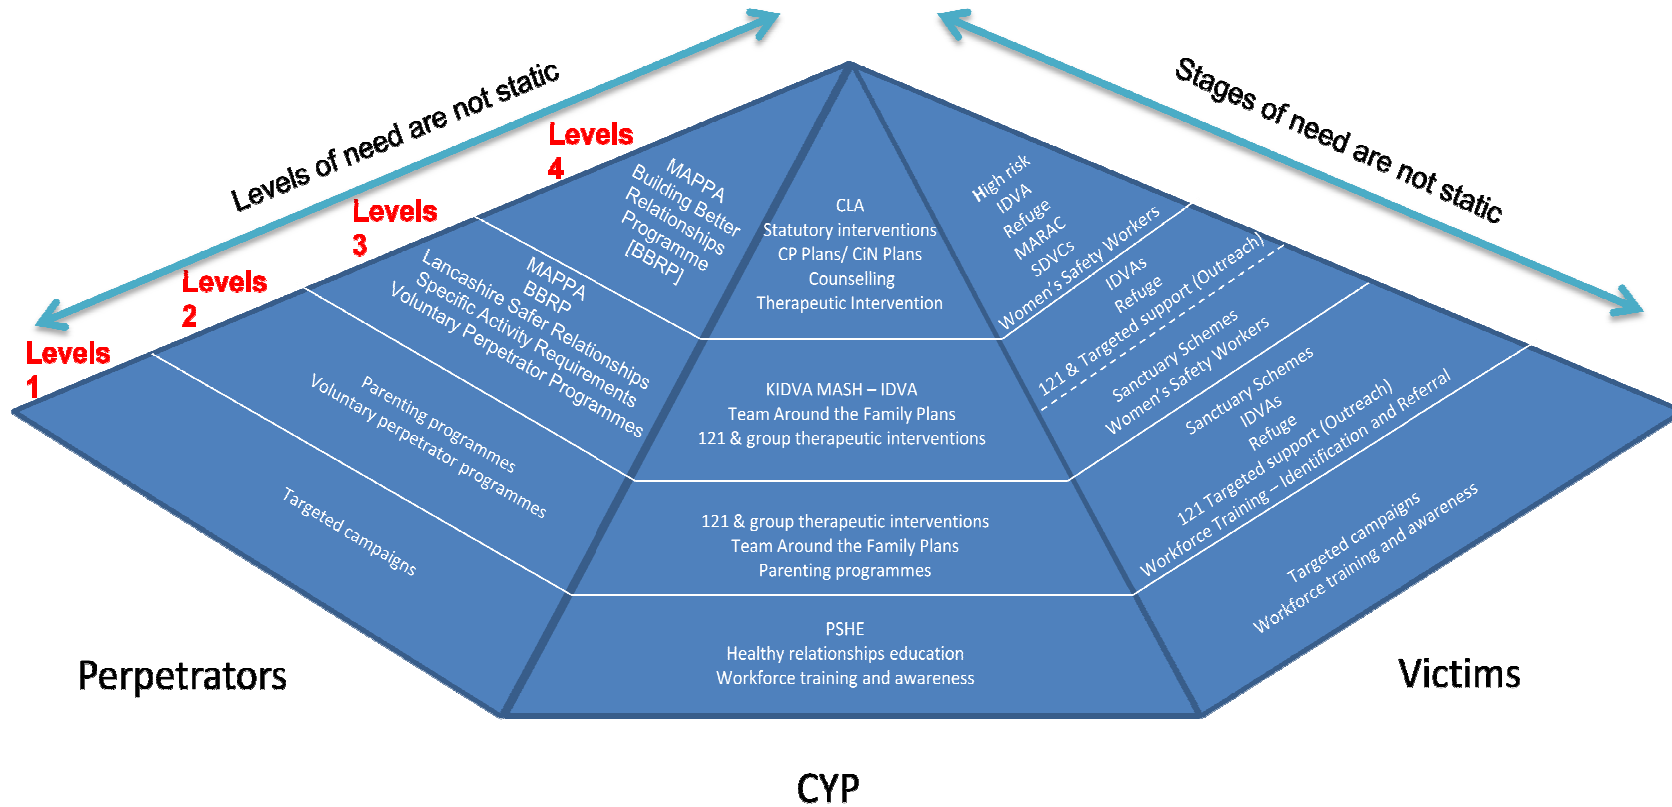 Levels of need are not static
Stages of need are not static
Levels
4
Levels
3
Levels
2
Levels
1
MAPPA
Building Better
Relationships
Programme
[BBRP]
MAPPA
BBRP
Lancashire Safer Relationships
Specific Activity Requirements
Voluntary Perpetrator Programmes
Parenting programmes
Voluntary perpetrator programmes
Targeted campaigns
CLA
Statutory interventions
CP Plans/ CiN Plans
Counselling
Therapeutic Intervention
KIDVA MASH – IDVA
Team Around the Family Plans
121 & group therapeutic interventions
121 & group therapeutic interventions
Team Around the Family Plans
Parenting programmes
PSHE
Healthy relationships education
Workforce training and awareness
High risk
IDVA
Refuge
MARAC
SDVCs
Women's Safety Workers
IDVAs
Refuge
121 & Targeted support (Outreach)
Sanctuary Schemes
Women's Safety Workers
Sanctuary Schemes
IDVAs
Refuge
121 Targeted support (Outreach)
Workforce Training – Identification and Referral
Targeted campaigns
Workforce training and awareness
Perpetrators
Victims
CYP